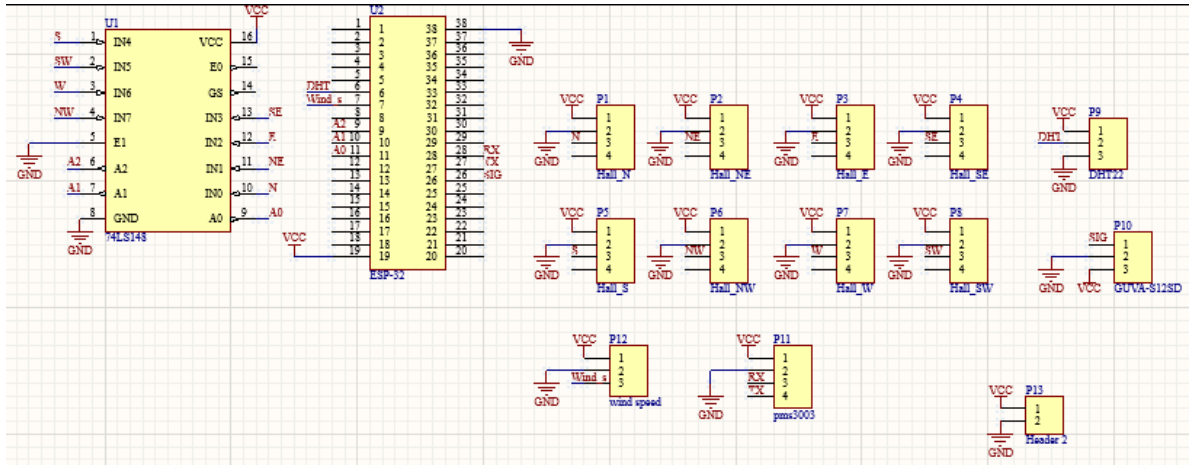 U1
VCC
S 1 IN4 VCC 16
SW 2 IN5 E0 15
W 3 IN6 GS 14
NW 4 IN7 IN3 13 SE
5 E1 IN2 12 E
GND
A2 6 A2 IN1 11 NE
A1 7 A1 IN0 10 N
8 GND A0 9 A0
GND
74LS148
U2
1 1 38 38
2 2 37 37
3 3 36 36
4 4 35 35
5 5 34 34
DHT 6 6 33 33
Wind_s 7 7 32 32
8 8 31 31
A2 9 9 30 30
A1 10 10 29 29
A0 11 11 28 28 RX
12 12 27 27 TX
13 13 26 26 SIG
14 14 25 25
15 15 24 24
16 16 23 23
17 17 22 22
18 18 21 21
VCC
19 19 20 20
ESP-32
GND
VCC P1
1
2
N 3
4
GND
Hall_N
VCC P2
1
2
NE 3
4
GND
Hall_NE
VCC P3
1
2
E 3
4
GND
Hall_E
VCC P4
1
2
SE 3
4
GND
Hall_SE
P9
VCC
1
DHT 2
3
GND
DHT22
VCC P5
1
2
S 3
4
GND
Hall_S
VCC P6
1
2
NW 3
4
GND
Hall_NW
VCC P7
1
2
W 3
4
GND
Hall_W
VCC P8
1
2
SW 3
4
GND
Hall_SW
P10
SIG 1
2
3
GND VCC
GUVA-S12SD
VCC P12
1
2
Wind_s 3
GND
wind speed
VCC P11
1
2
RX 3
TX 4
GND
pms3003
VCC P13
1
2
GND
Header 2